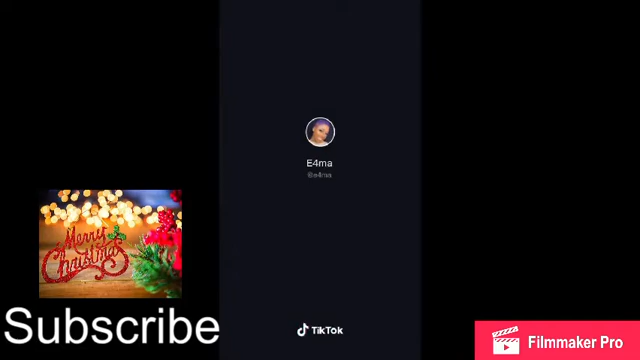 E4ma
@e4ma
Merry
Christmas
Subscribe
TikTok
Filmmaker Pro